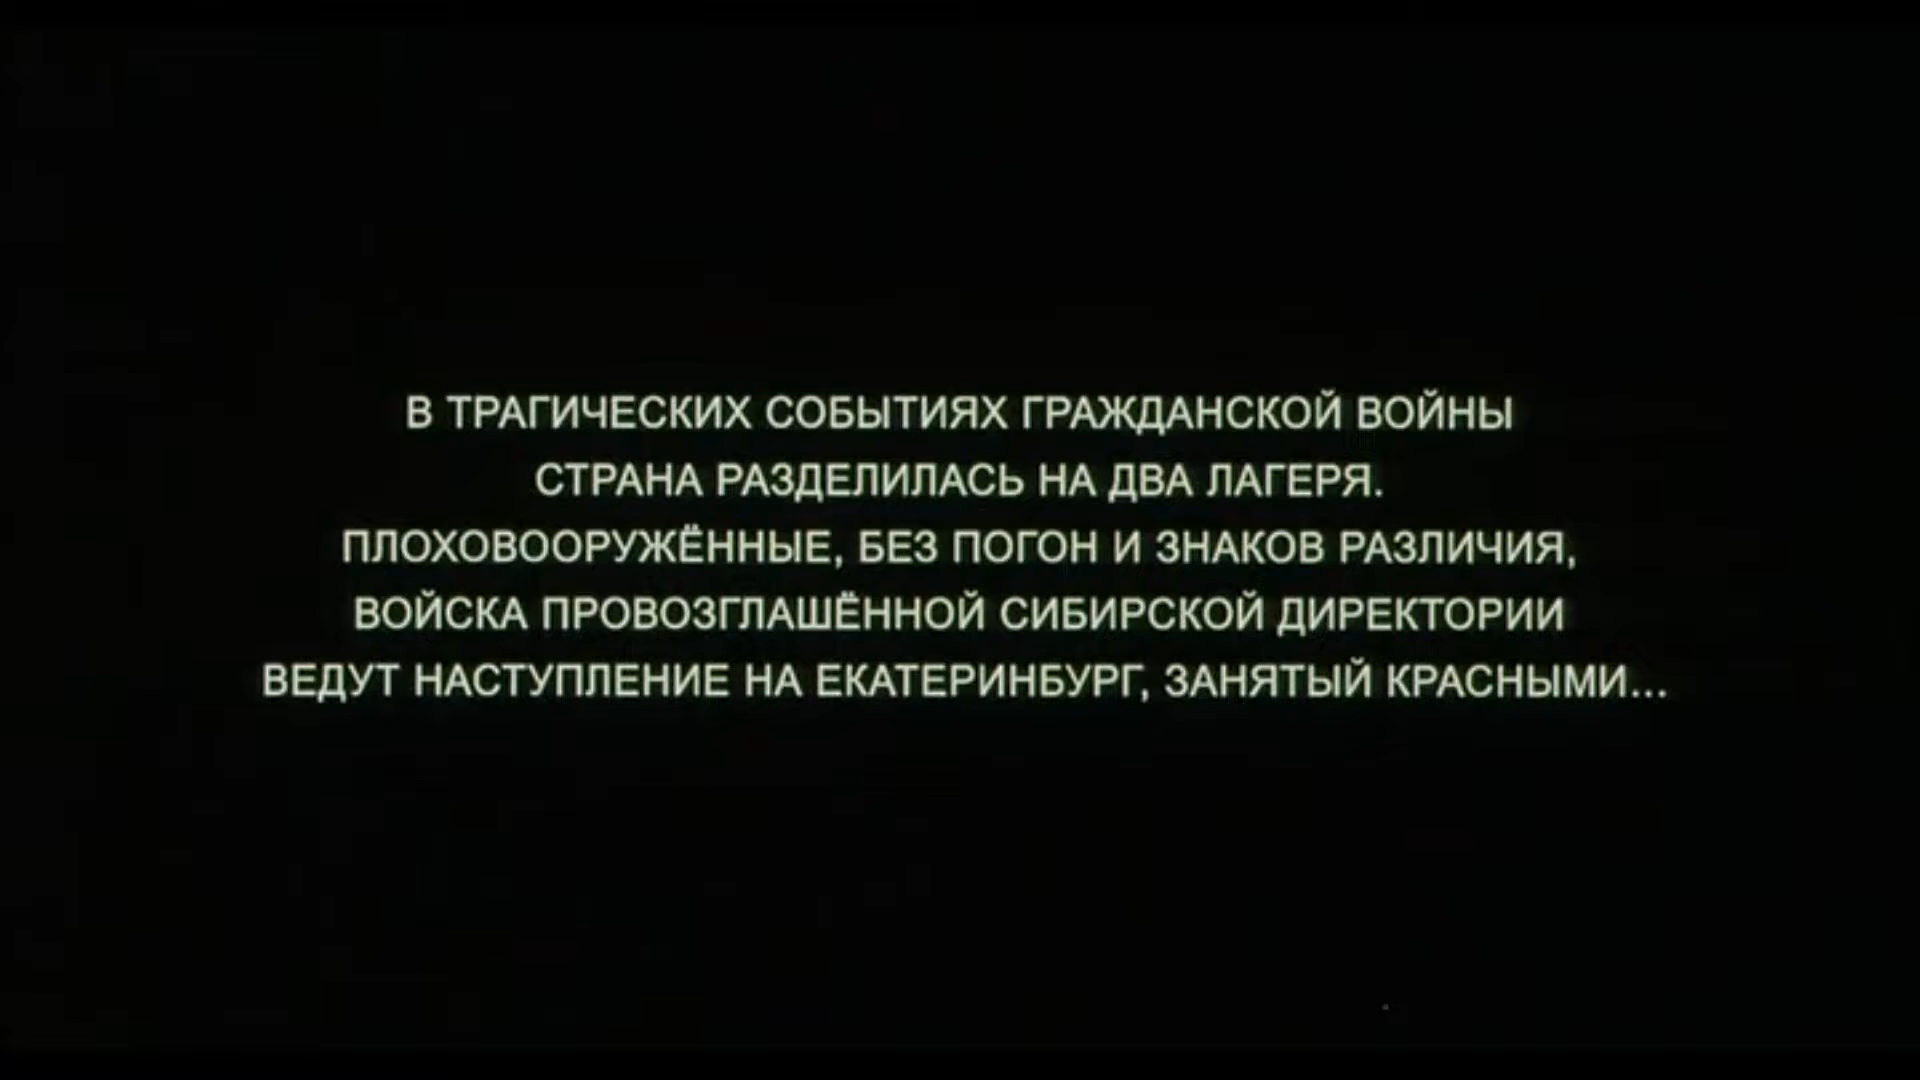 В ТРАГИЧЕСКИХ СОБЫТИЯХ ГРАЖДАНСКОЙ ВОЙНЫ
СТРАНА РАЗДЕЛИЛАСЬ НА ДВА ЛАГЕРЯ.
ПЛОХОВООРУЖЁННЫЕ, БЕЗ ПОГОН И ЗНАКОВ РАЗЛИЧИЯ,
ВОЙСКА ПРОВОЗГЛАШЁННОЙ СИБИРСКОЙ ДИРЕКТОРИИ
ВЕДУТ НАСТУПЛЕНИЕ НА ЕКАТЕРИНБУРГ, ЗАНЯТЫЙ КРАСНЫМИ...